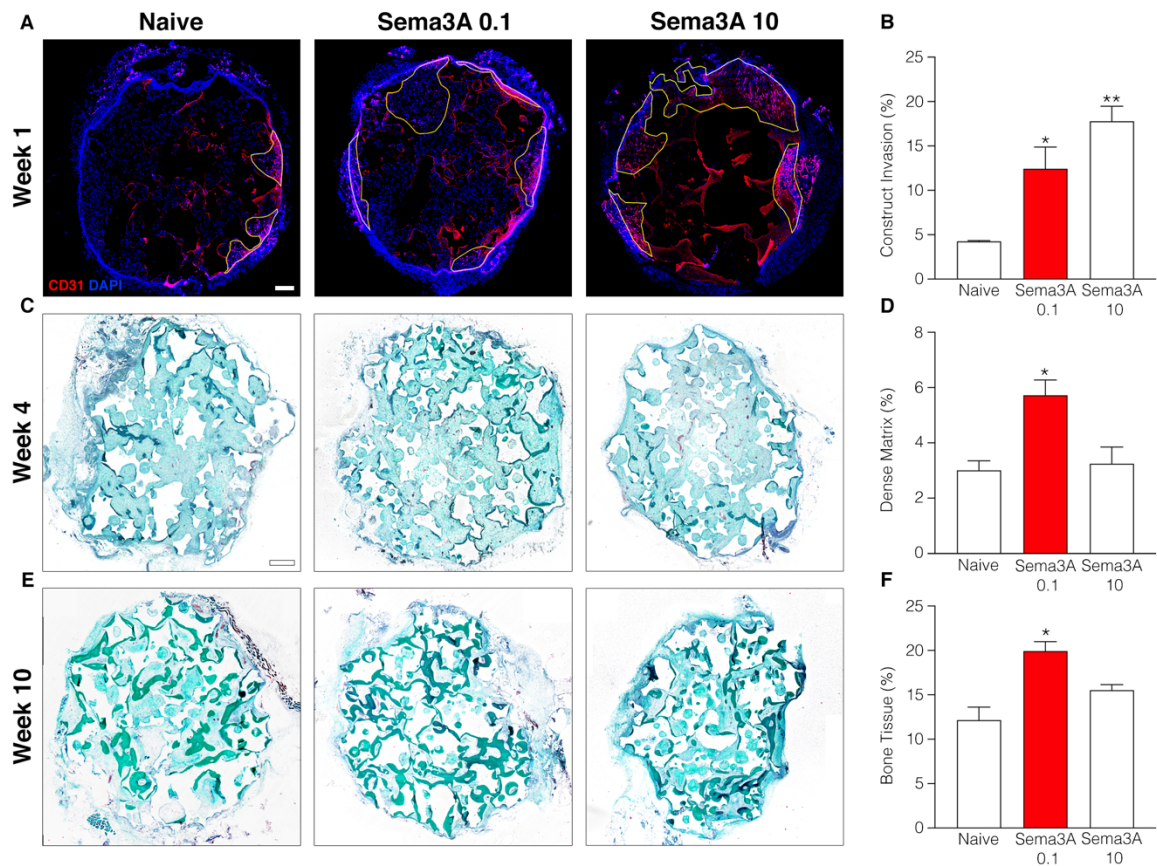 A
Naive
Sema3A 0.1
Sema3A 10
Week 1
CD31 DAPI
B
Construct Invasion (%)
25
20
15
10
5
0
*
**
Naive
Sema3A
0.1
Sema3A
10
C
Week 4
D
Dense Matrix (%)
8
6
4
2
0
*
Naive
Sema3A
0.1
Sema3A
10
E
Week 10
F
Bone Tissue (%)
25
20
15
10
5
0
*
Naive
Sema3A
0.1
Sema3A
10